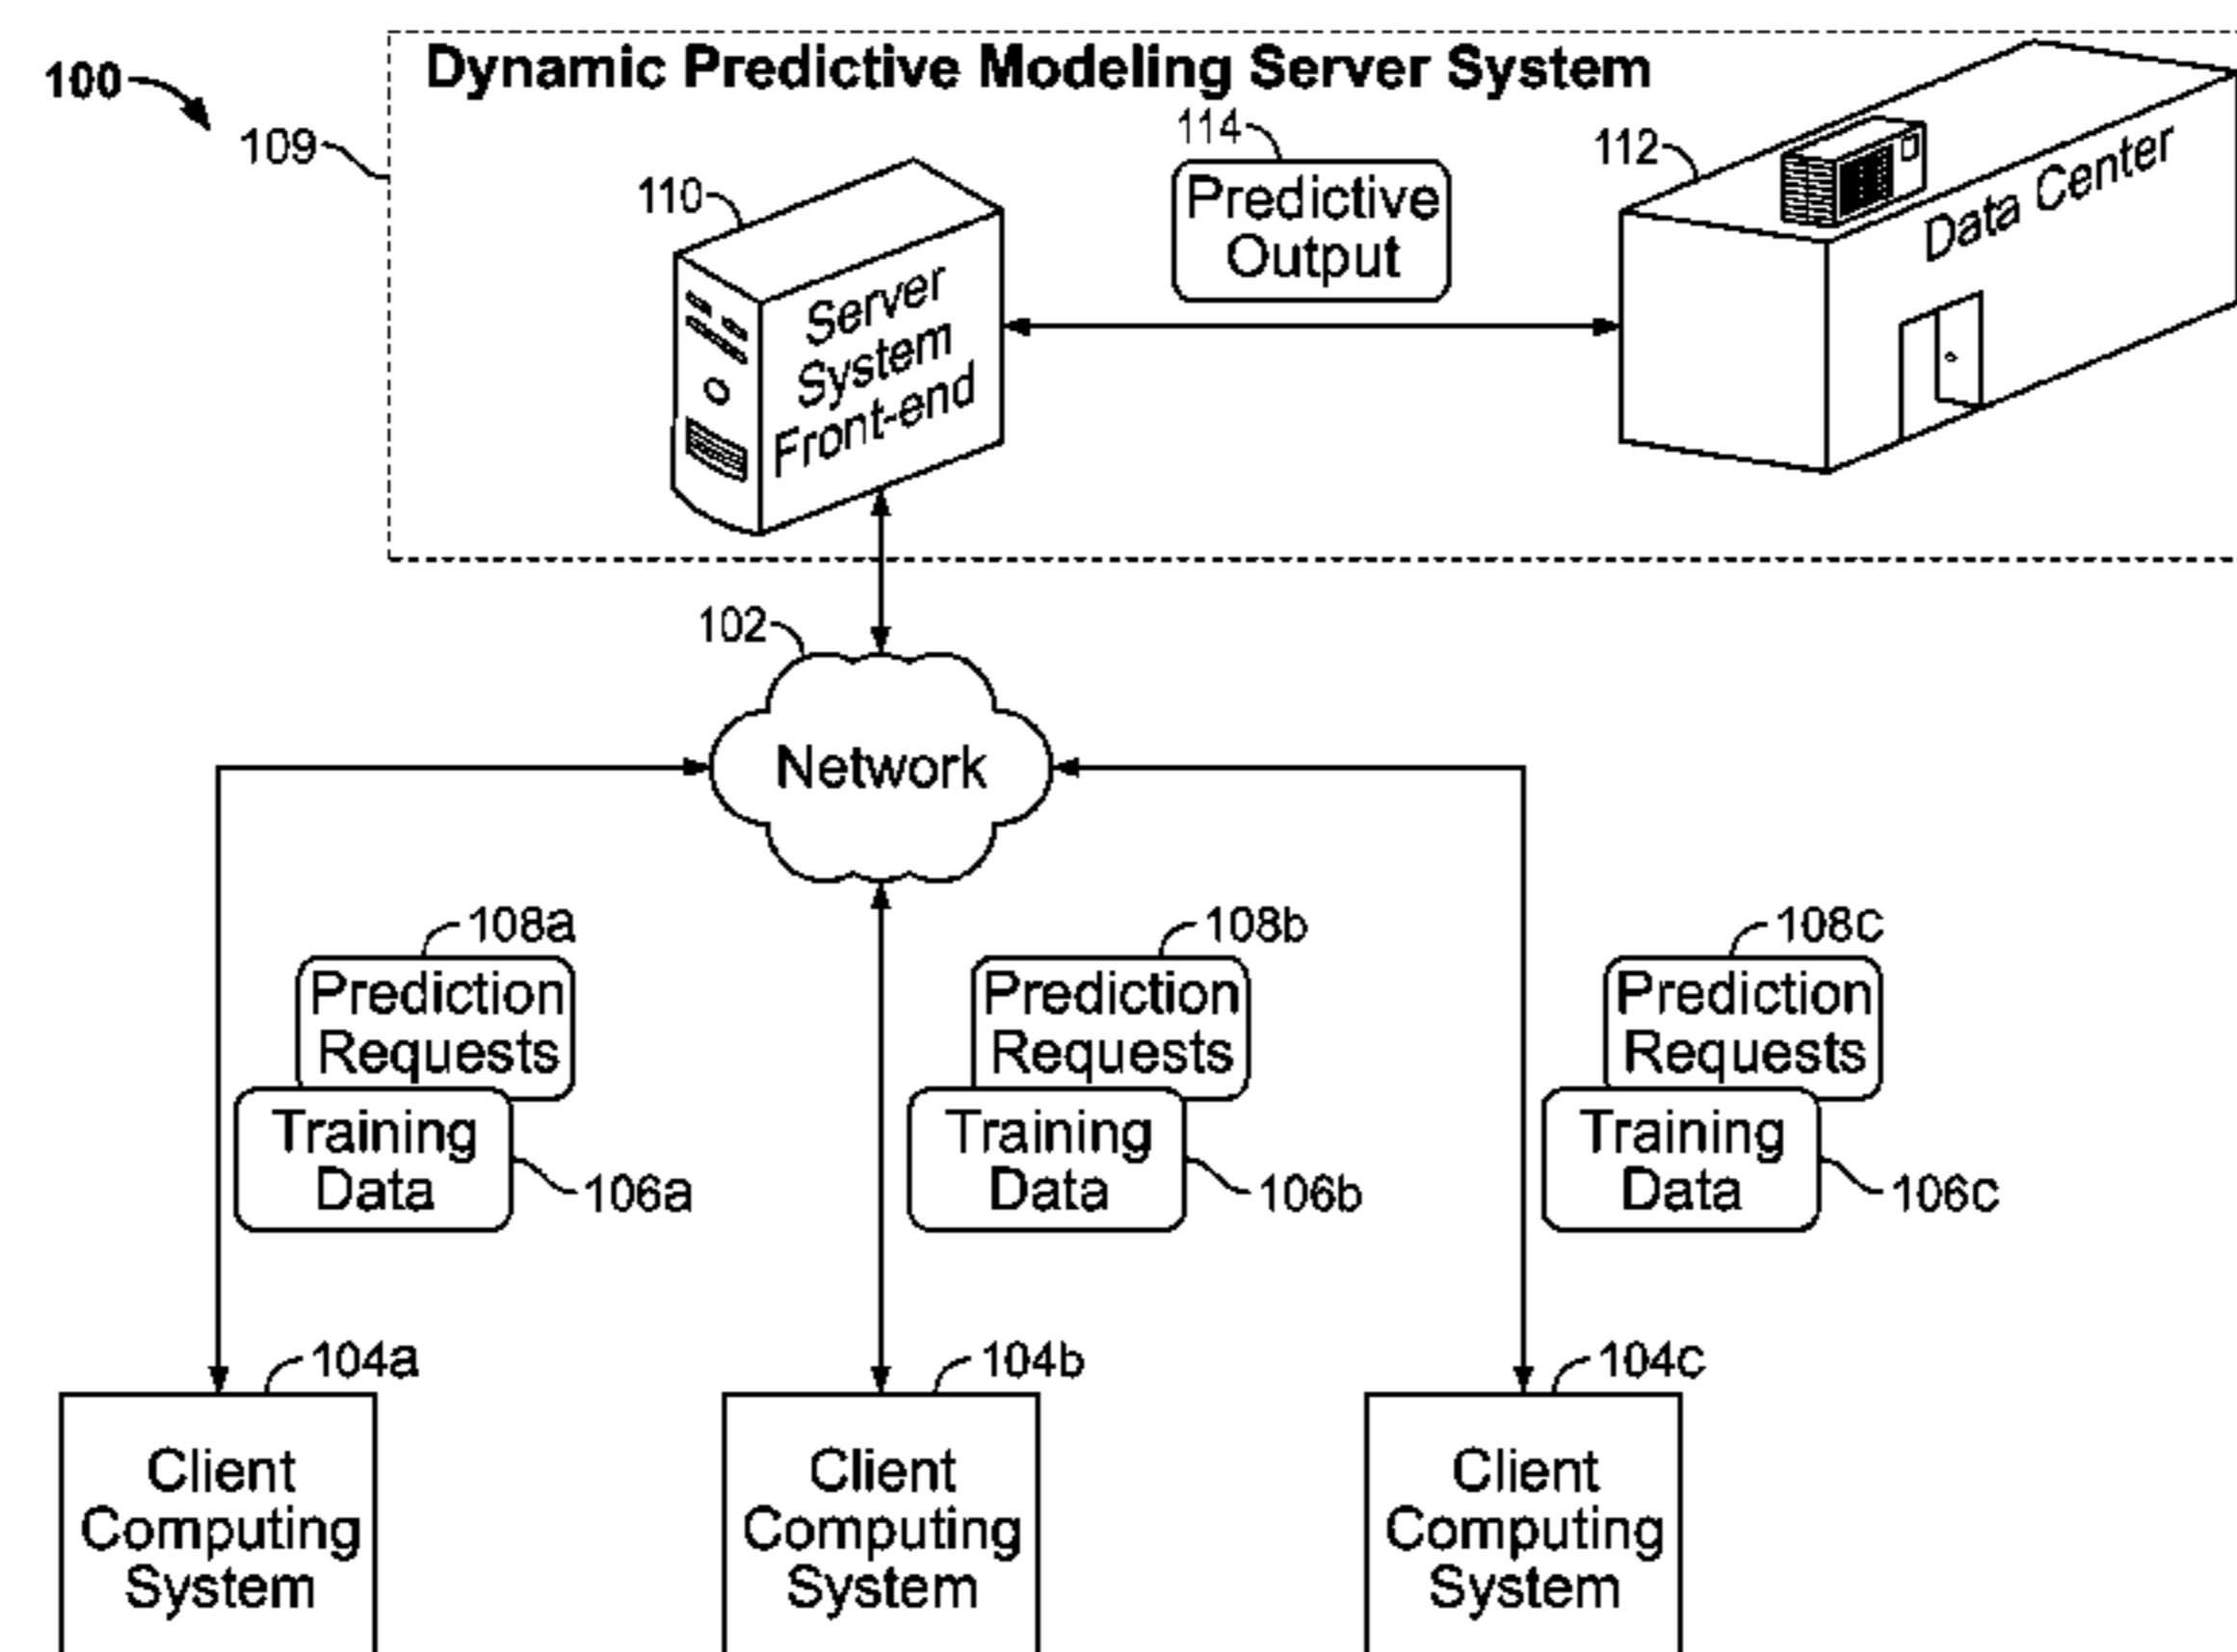 100
Dynamic Predictive Modeling Server System
109
114
112
110
Predictive
Output
Data Center
Server
System
Front-end
102
Network
108a
108b
108c
Prediction
Requests
Prediction
Requests
Prediction
Requests
Training
Data
Training
Data
Training
Data
106a
106b
106c
104a
104b
104c
Client
Computing
System
Client
Computing
System
Client
Computing
System